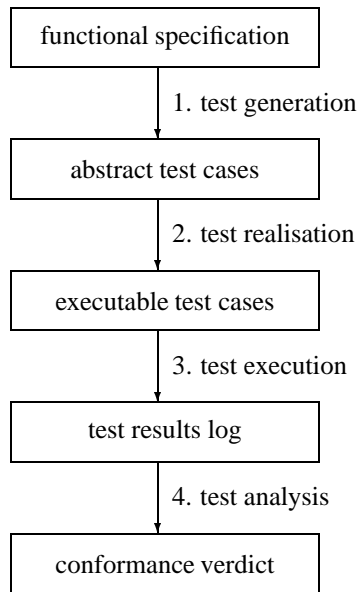 functional specification
1. test generation
abstract test cases
2. test realisation
executable test cases
3. test execution
test results log
4. test analysis
conformance verdict